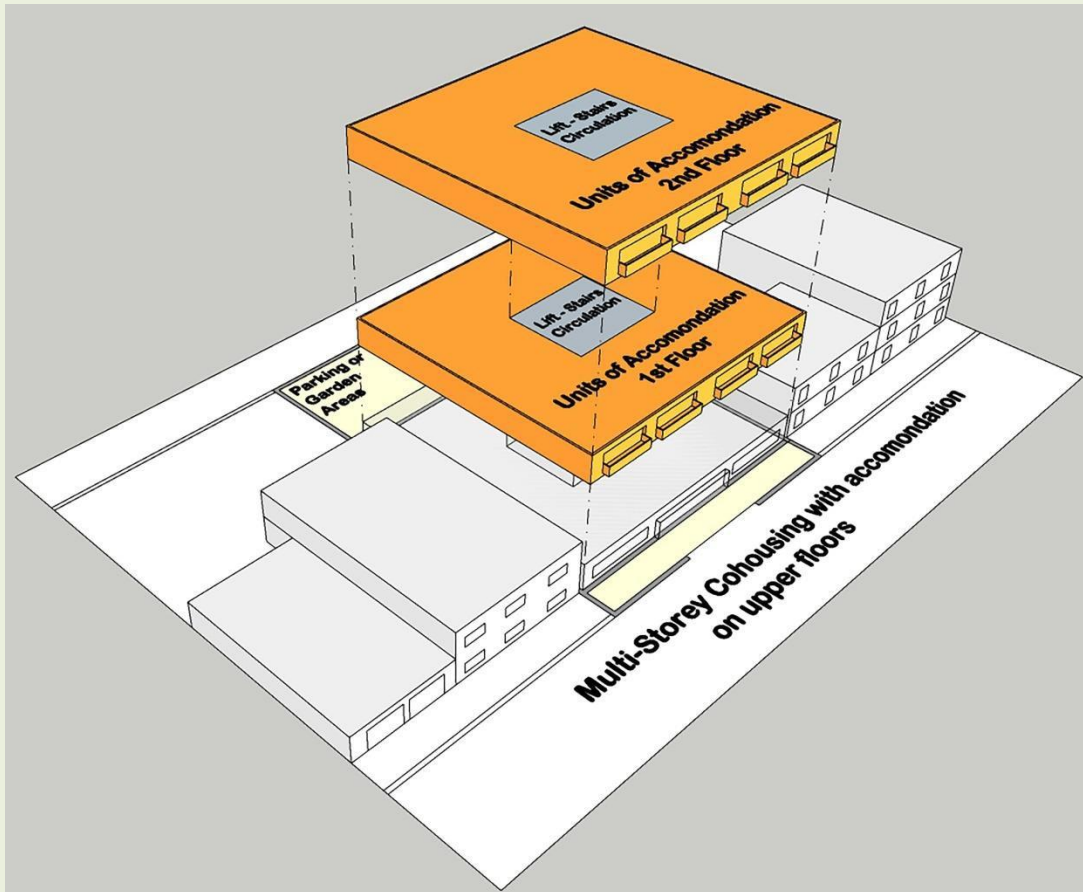 Lift - Stairs
Circulation
Units of Accomondation
2nd Floor
Lift - Stairs
Circulation
Units of Accomondation
1st Floor
Parking or
Garden
Areas
Multi-Storey Cohousing with accomondation
on upper floors